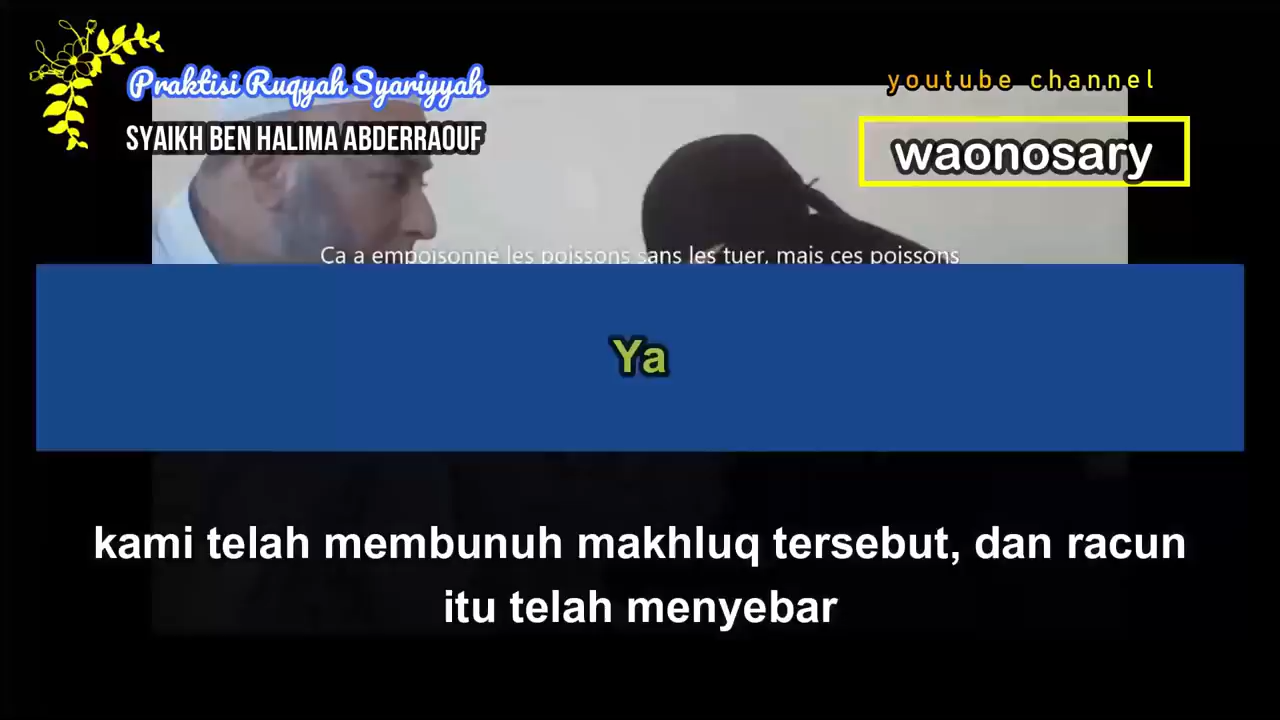 Praktisi Ruqyah Syariyyah
SYAIKH BEN HALIMA ABDERRAOUF
youtube channel
waonosary
Ça a empoisonné les poissons sans les tuer, mais ces poissons
Ya
kami telah membunuh makhluq tersebut, dan racun
itu telah menyebar